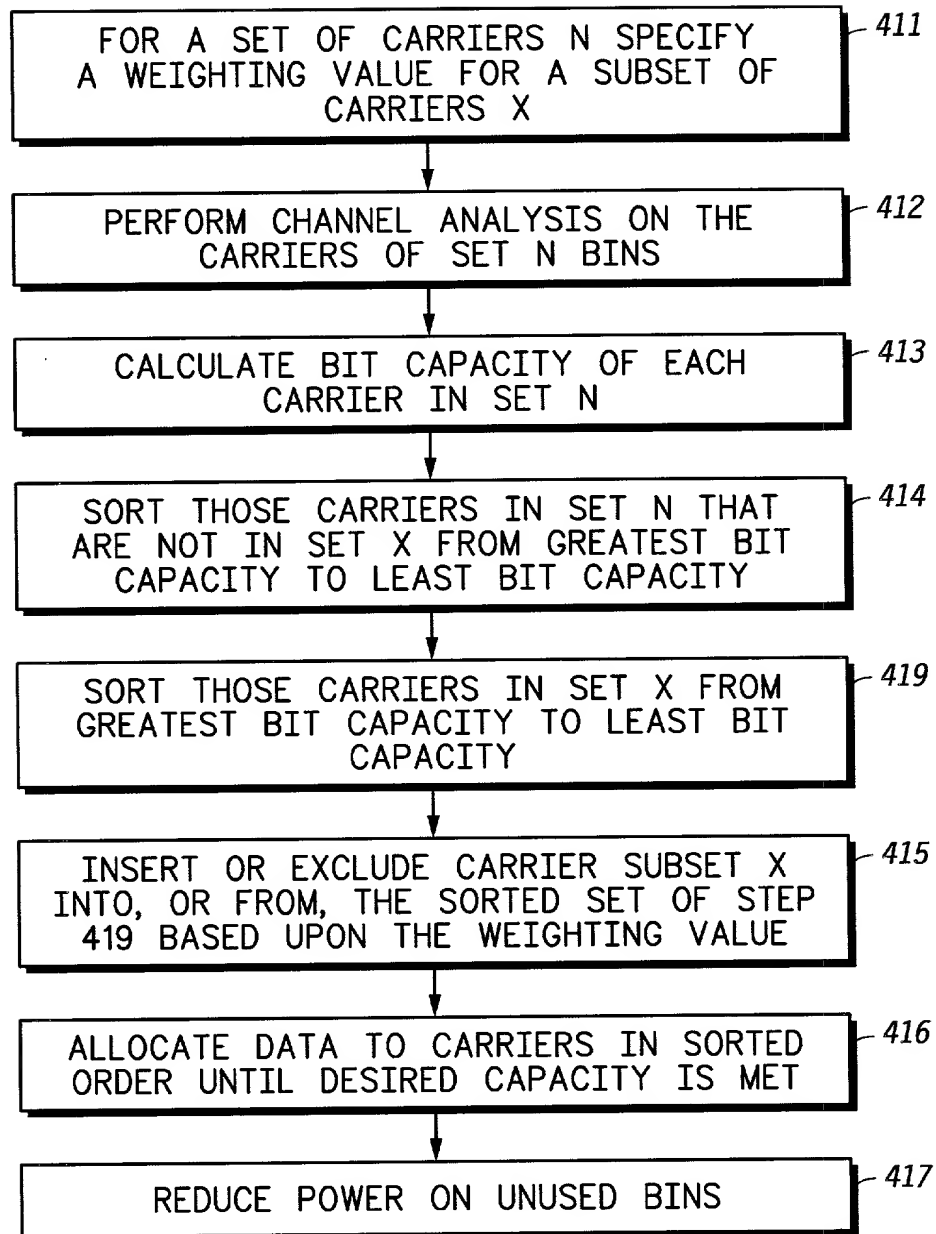 FOR A SET OF CARRIERS N SPECIFY
A WEIGHTING VALUE FOR A SUBSET OF
CARRIERS X
411
PERFORM CHANNEL ANALYSIS ON THE
CARRIERS OF SET N BINS
412
CALCULATE BIT CAPACITY OF EACH
CARRIER IN SET N
413
SORT THOSE CARRIERS IN SET N THAT
ARE NOT IN SET X FROM GREATEST BIT
CAPACITY TO LEAST BIT CAPACITY
414
SORT THOSE CARRIERS IN SET X FROM
GREATEST BIT CAPACITY TO LEAST BIT
CAPACITY
419
INSERT OR EXCLUDE CARRIER SUBSET X
INTO, OR FROM, THE SORTED SET OF STEP
419 BASED UPON THE WEIGHTING VALUE
415
ALLOCATE DATA TO CARRIERS IN SORTED
ORDER UNTIL DESIRED CAPACITY IS MET
416
REDUCE POWER ON UNUSED BINS
417